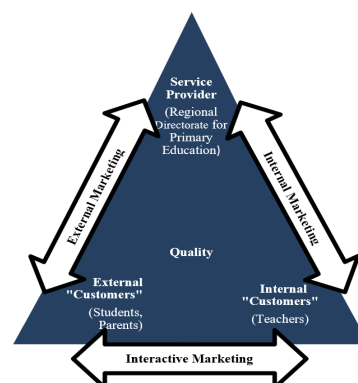 Service
Provider
(Regional
Directorate for
Primary
Education)
External Marketing
Internal Marketing
Quality
External
"Customers"
(Students,
Parents)
Internal
"Customers"
(Teachers)
Interactive Marketing